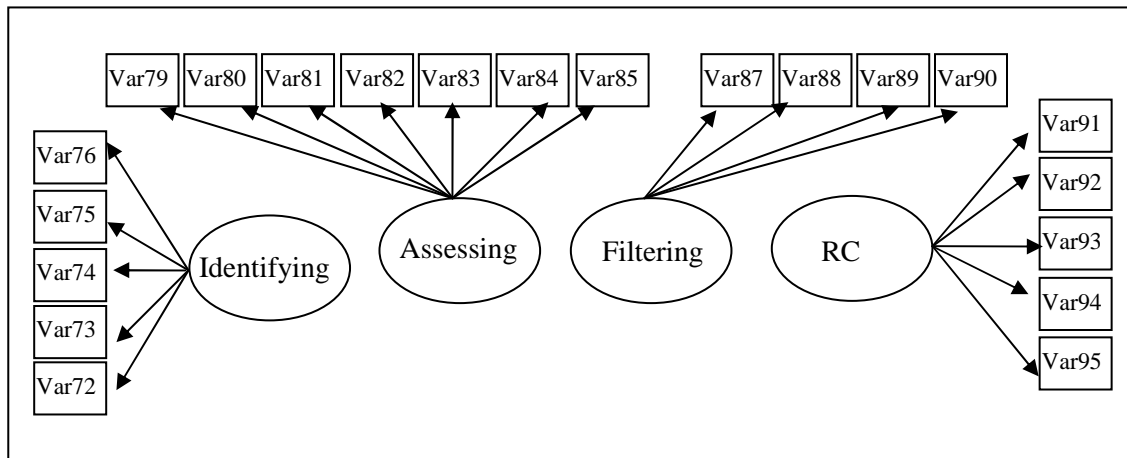 Var79 Var80 Var81 Var82 Var83 Var84 Var85 Var87 Var88 Var89 Var90
Var76
Var75
Var74
Var73
Var72
Identifying
Assessing
Filtering
RC
Var91
Var92
Var93
Var94
Var95